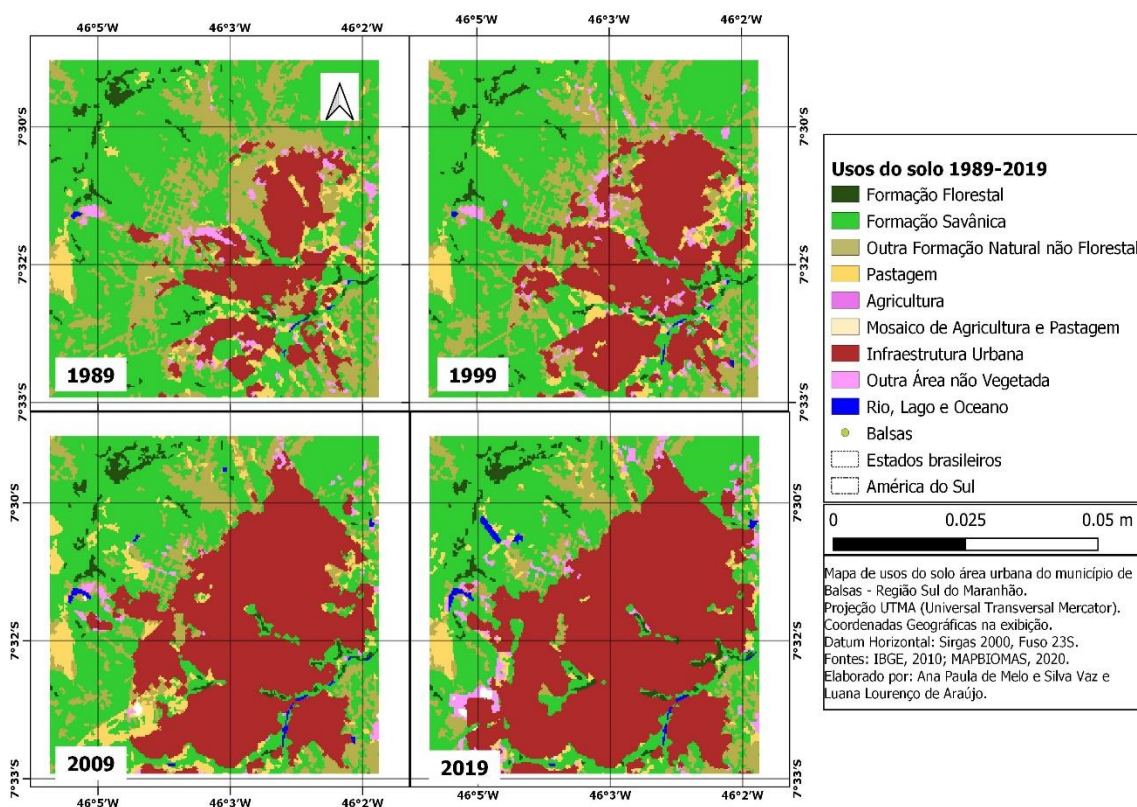 46°5'W 46°3'W 46°2'W 46°5'W 46°3'W 46°2'W
7°30'S 7°30'S
7°32'S 7°32'S
7°33'S 7°33'S
1989 1999
7°30'S 7°30'S
7°32'S 7°32'S
7°33'S 7°33'S
2009 2019
46°5'W 46°3'W 46°2'W 46°5'W 46°3'W 46°2'W
Usos do solo 1989-2019
Formação Florestal
Formação Savânica
Outra Formação Natural não Florestal
Pastagem
Agricultura
Mosaico de Agricultura e Pastagem
Infraestrutura Urbana
Outra Área não Vegetada
Rio, Lago e Oceano
Balsas
Estados brasileiros
América do Sul
0 0.025 0.05 m
Mapa de usos do solo área urbana do município de
Balsas - Região Sul do Maranhão.
Projeção UTMA (Universal Transversal Mercator).
Coordenadas Geográficas na exibição.
Datum Horizontal: Sirgas 2000, Fuso 23S.
Fontes: IBGE, 2010; MAPBIOMAS, 2020.
Elaborado por: Ana Paula de Melo e Silva Vaz e
Luana Lourenço de Araújo.